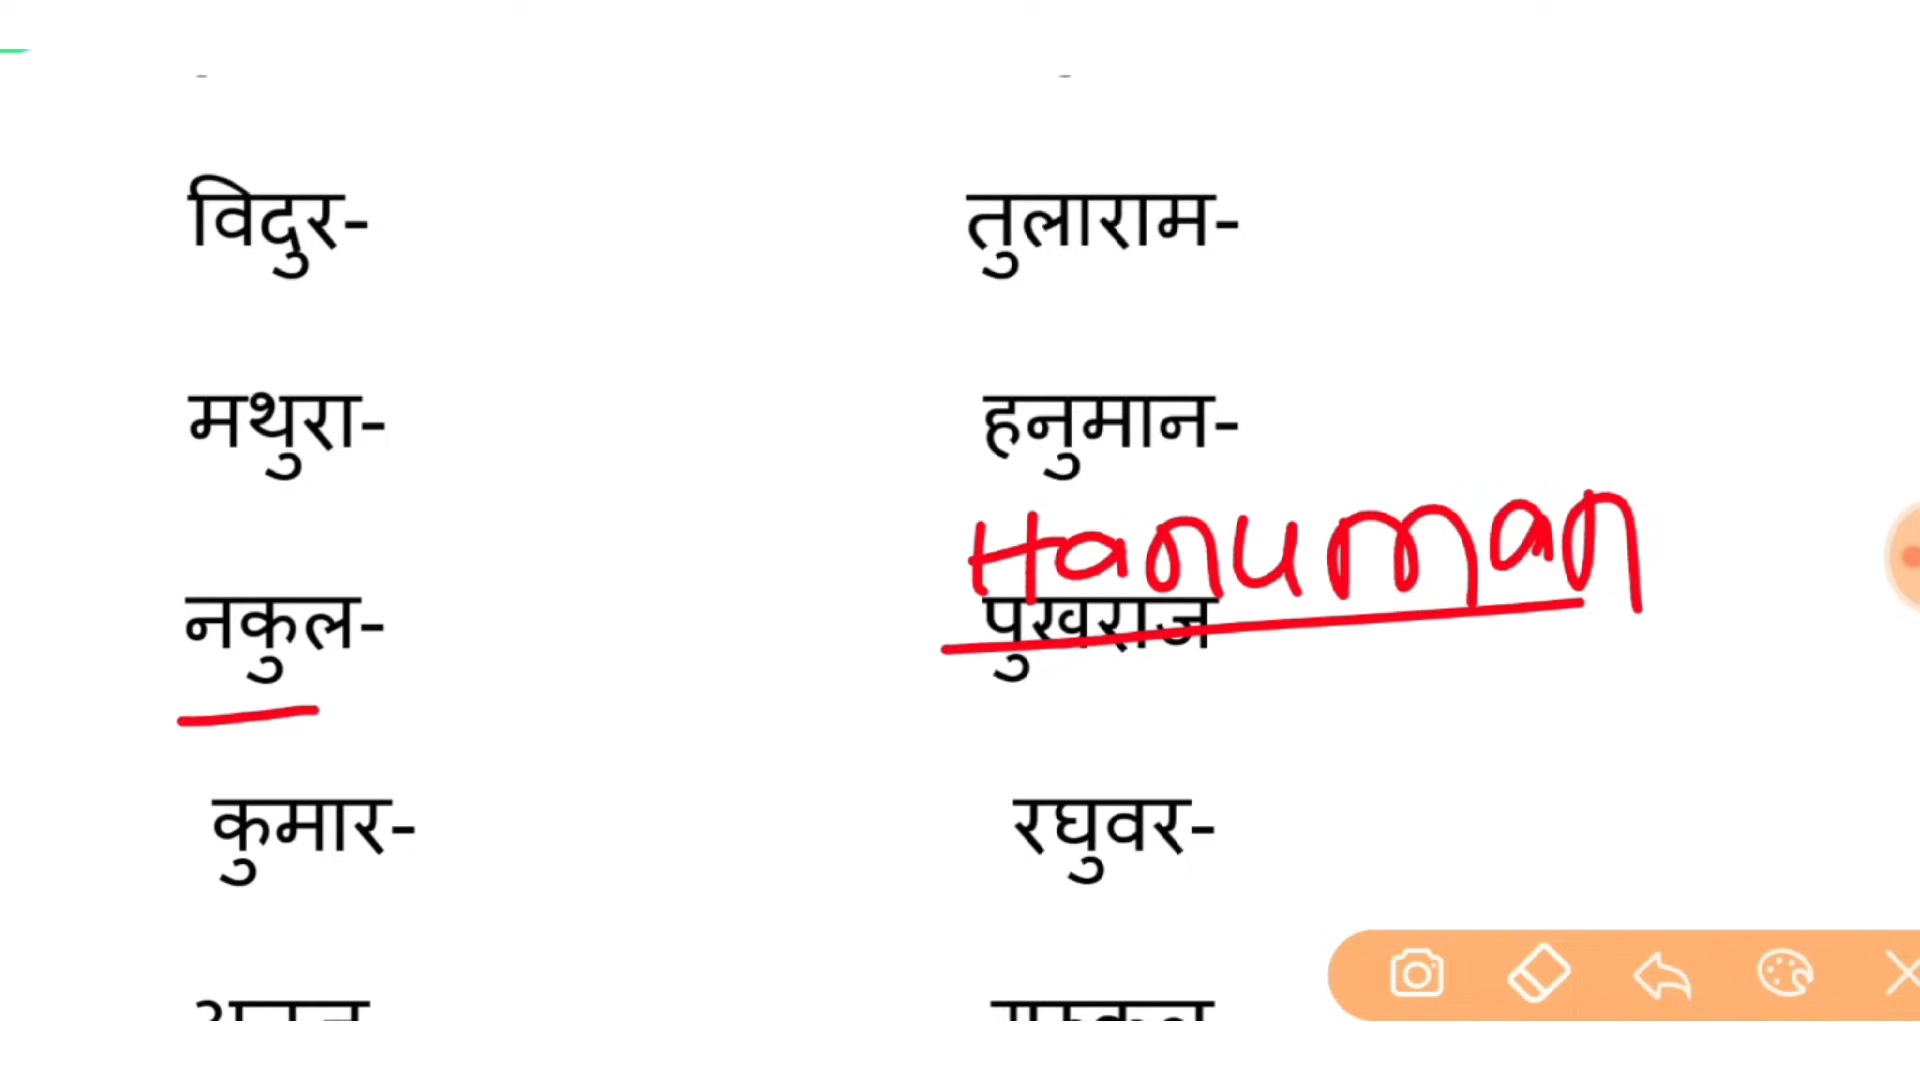 विदुर- तुलाराम-
मथुरा- हनुमान-
Hanuman
नकुल- पुखराज
कुमार- रघुवर-